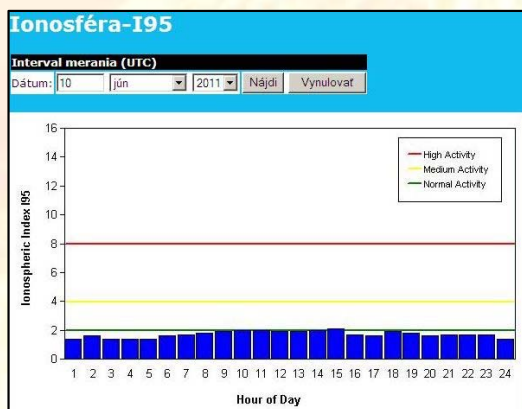 Ionosféra-I95
Interval merania (UTC)
Dátum: 10 jún 2011 Nájdi Vynulovať
16
14
12
10
8
6
4
2
0
Ionospheric Index I95
High Activity
Medium Activity
Normal Activity
1 2 3 4 5 6 7 8 9 10 11 12 13 14 15 16 17 18 19 20 21 22 23 24
Hour of Day